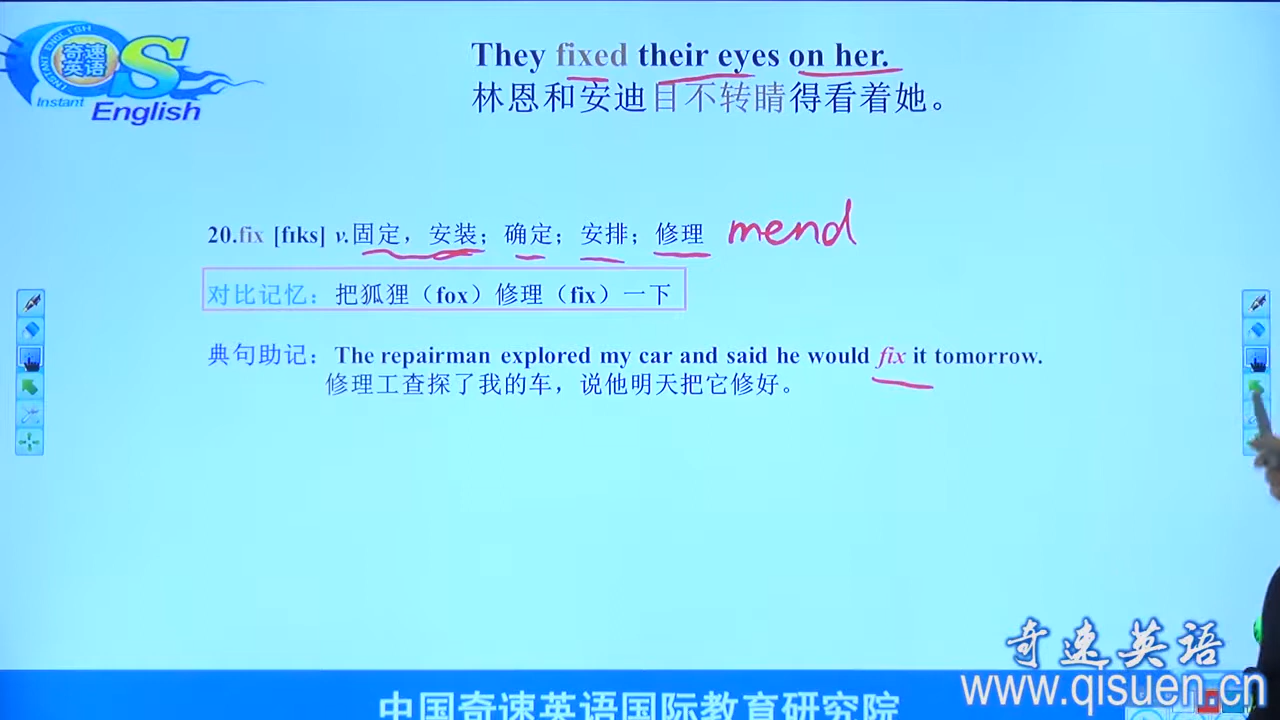 They fixed their eyes on her.
林恩和安迪目不转睛得看着她。
INSTANT ENGLISH
奇速
英语
S
Instant
English
20.fix [fɪks] v.固定，安装；确定；安排；修理 mend
对比记忆：把狐狸（fox）修理（fix）一下
典句助记：The repairman explored my car and said he would fix it tomorrow.
修理工查探了我的车，说他明天把它修好。
奇速英语
www.qisuen.cn
中国奇速英语国际教育研究院